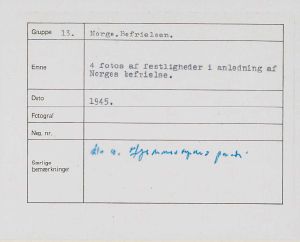 Gruppe 13. Norge. Befrielsen.
Emne 4 fotos af festligheder i anledning af
Norges befrielse.
Dato 1945.
Fotograf
Neg. nr.
Særlige
bemærkninger